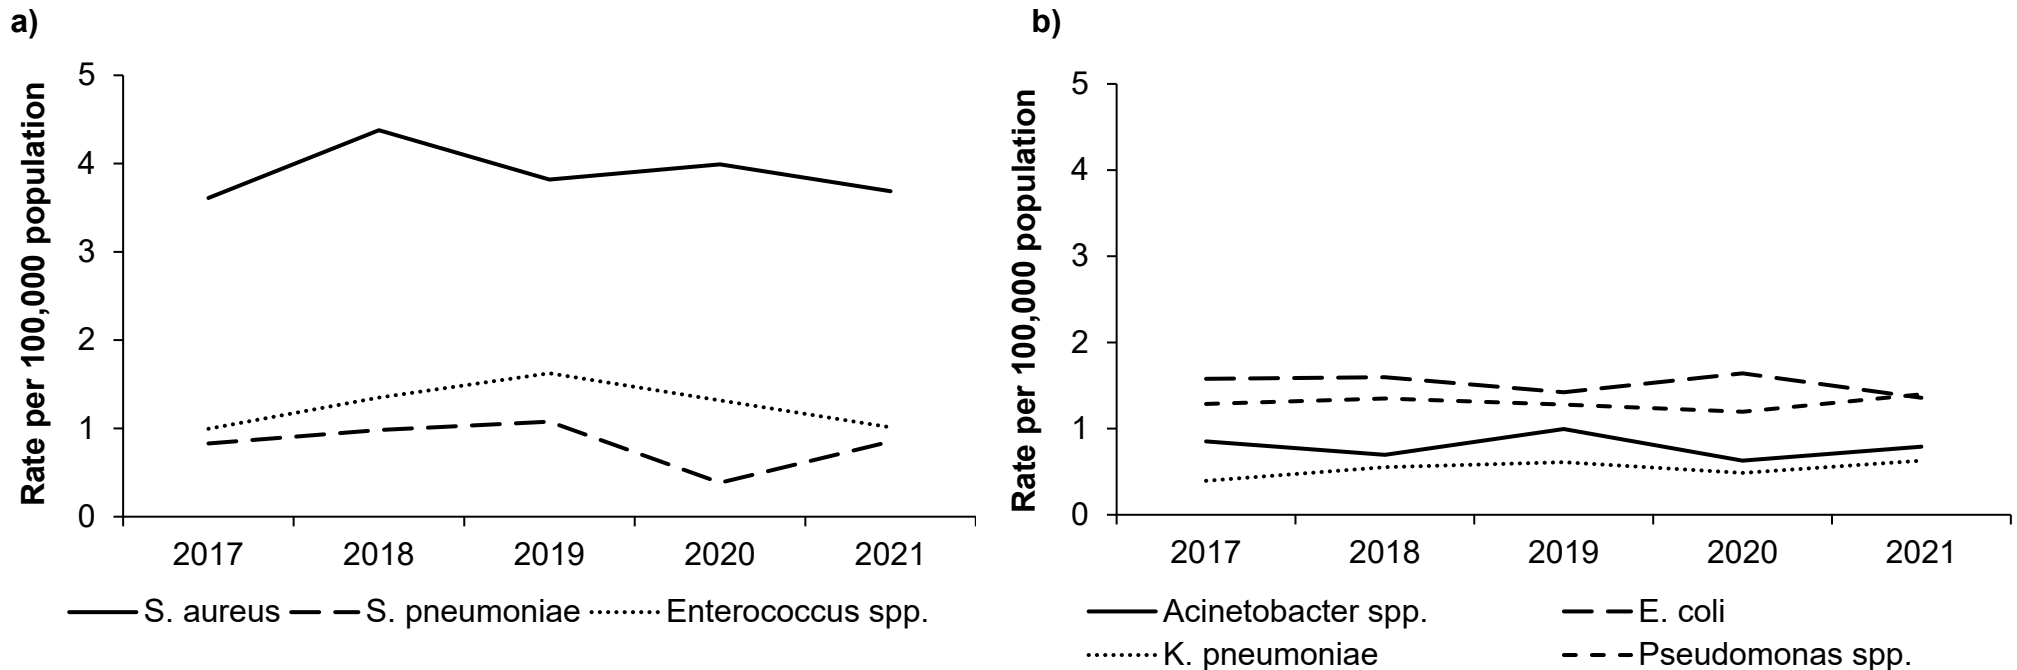 a)
Rate per 100,000 population
5
4
3
2
1
0
2017 2018 2019 2020 2021
S. aureus S. pneumoniae Enterococcus spp.
b)
Rate per 100,000 population
5
4
3
2
1
0
2017 2018 2019 2020 2021
Acinetobacter spp. E. coli
K. pneumoniae Pseudomonas spp.